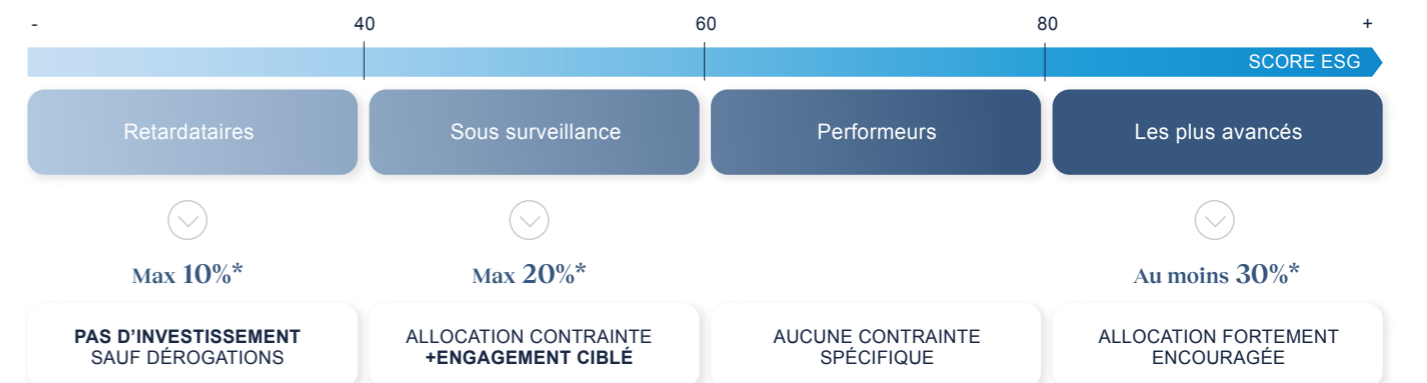 - 40 60 80 +
SCORE ESG
Retardataires
Sous surveillance
Performeurs
Les plus avancés
Max 10%*
Max 20%*
Au moins 30%*
PAS D’INVESTISSEMENT
SAUF DÉROGATIONS
ALLOCATION CONTRAINTE
+ENGAGEMENT CIBLÉ
AUCUNE CONTRAINTE
SPÉCIFIQUE
ALLOCATION FORTEMENT
ENCOURAGÉE